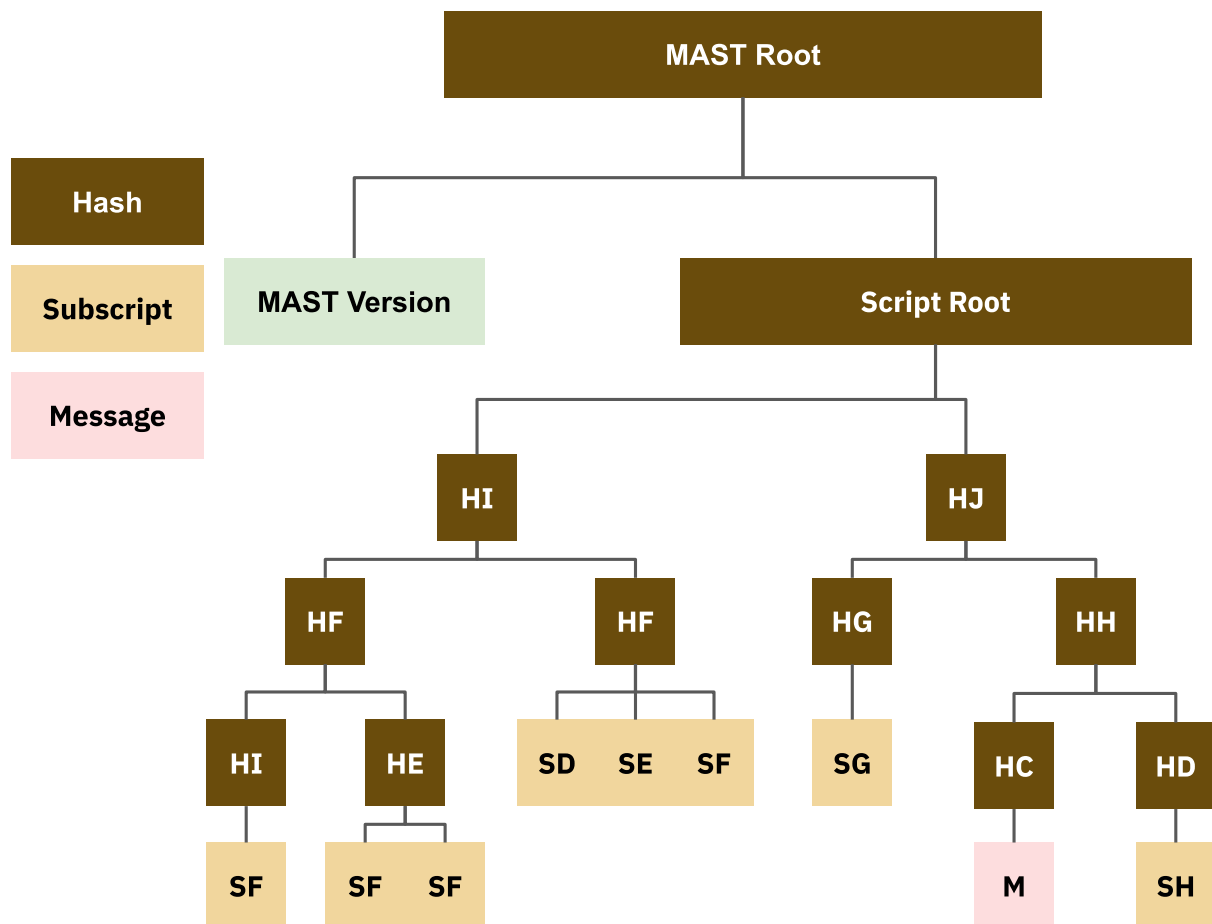 MAST Root
Hash
Subscript
Message
MAST Version
Script Root
HI
HJ
HF
HF
HG
HH
HI
HE
SD SE SF
SG
HC
HD
SF
SF SF
M
SH